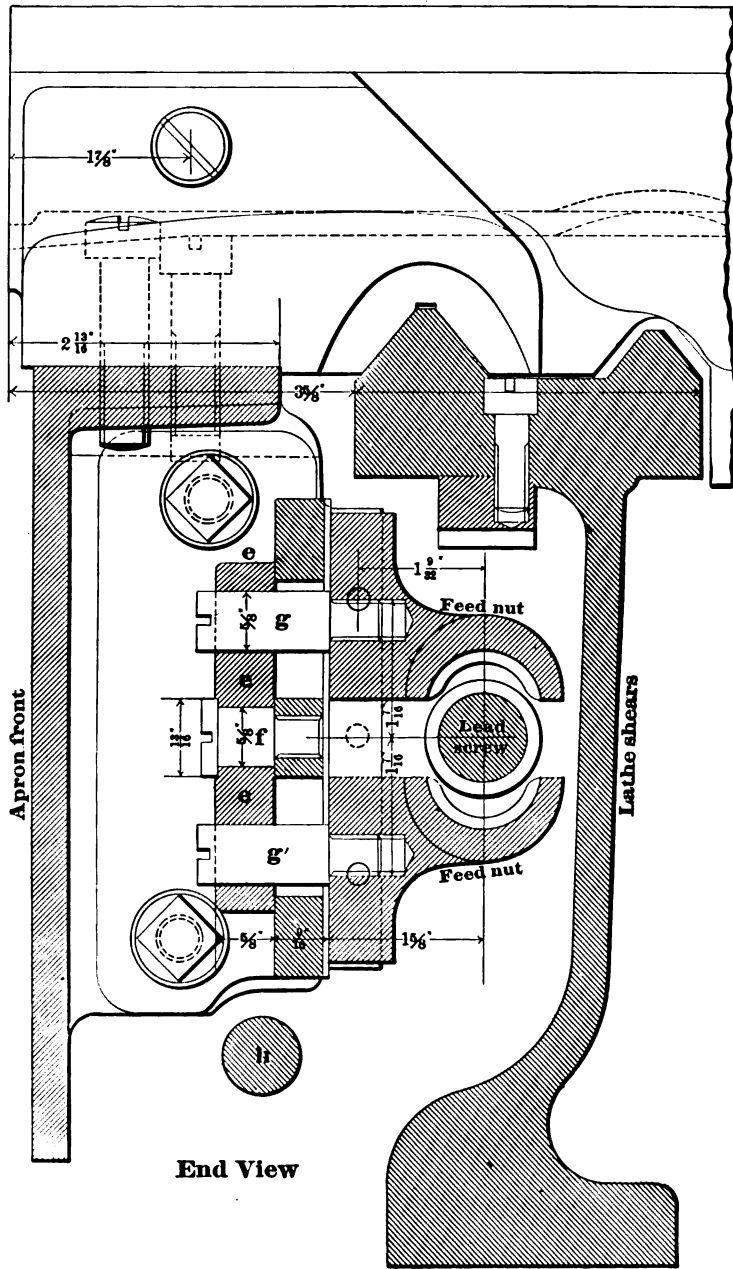 1⅞"
2 13/16"
3⅝"
e
1 9/32"
Feed nut
⅝"
g
e
1 7/16
13/16
⅝"
f
Lead
screw
1 7/16
e
g'
Feed nut
⅝"
9/16"
1⅝"
Apron front
Lathe shears
h
End View